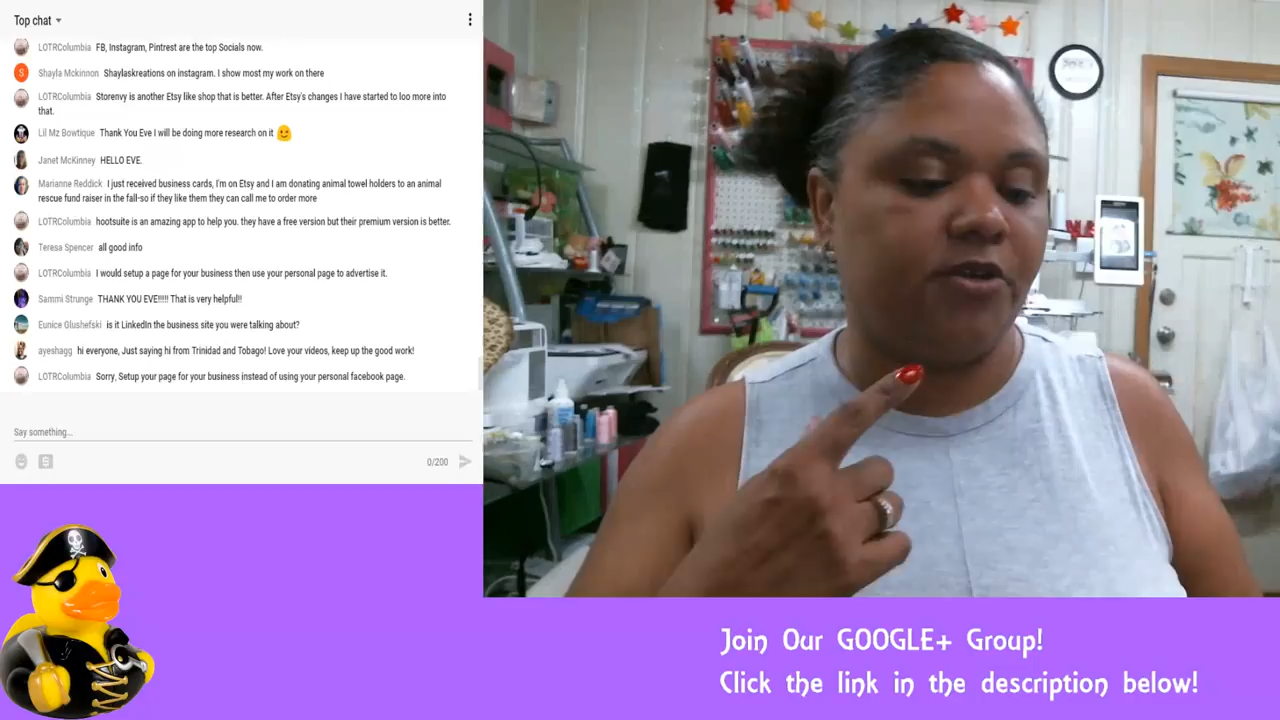 Top chat
LOTRColumbia FB, Instagram, Pintrest are the top Socials now.
S Shayla Mckinnon Shaylaskreations on instagram. I show most my work on there
LOTRColumbia Storenvy is another Etsy like shop that is better. After Etsy's changes I have started to loo more into
that.
Lil Mz Bowtique Thank You Eve I will be doing more research on it 😉
Janet McKinney HELLO EVE.
Marianne Reddick I just received business cards, I'm on Etsy and I am donating animal towel holders to an animal
rescue fund raiser in the fall-so if they like them they can call me to order more
LOTRColumbia hootsuite is an amazing app to help you. they have a free version but their premium version is better.
Teresa Spencer all good info
LOTRColumbia I would setup a page for your business then use your personal page to advertise it.
Sammi Strunge THANK YOU EVE!!!!! That is very helpful!!
Eunice Glushefski is it LinkedIn the business site you were talking about?
ayeshagg hi everyone, Just saying hi from Trinidad and Tobago! Love your videos, keep up the good work!
LOTRColumbia Sorry, Setup your page for your business instead of using your personal facebook page.
Say something...
0/200
Join Our GOOGLE+ Group!
Click the link in the description below!